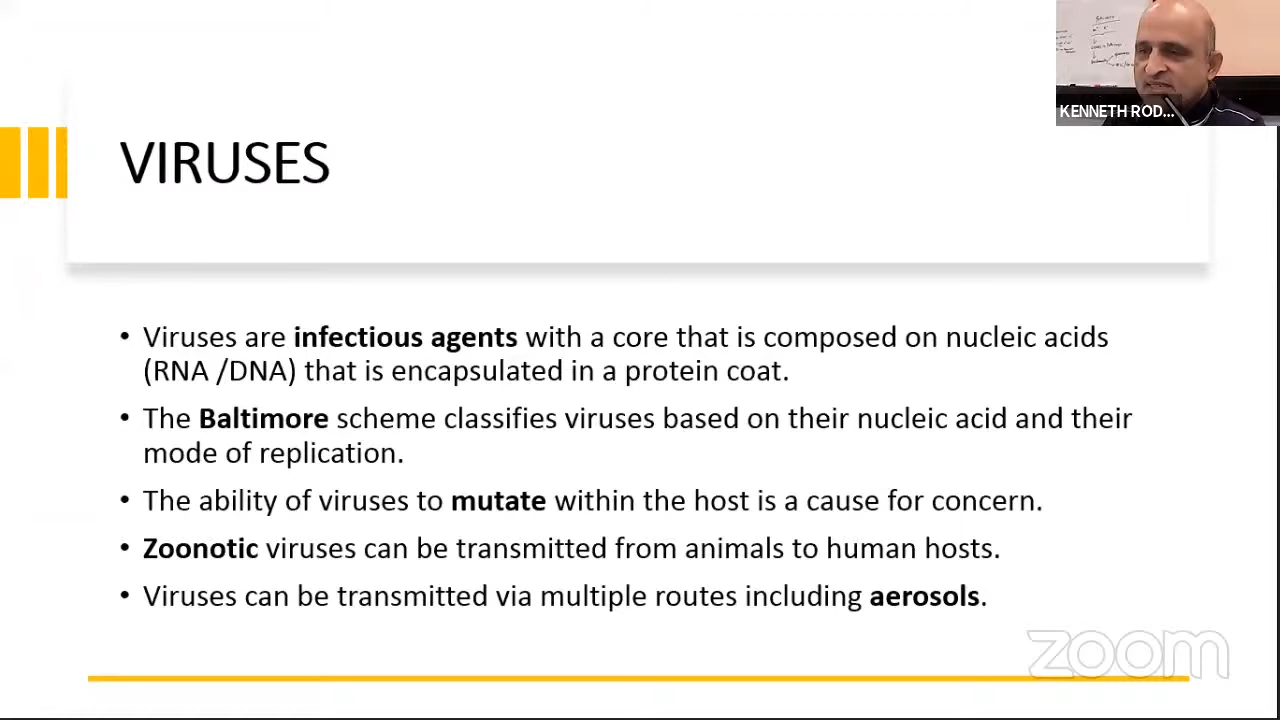 KENNETH ROD...
VIRUSES
• Viruses are infectious agents with a core that is composed on nucleic acids
(RNA /DNA) that is encapsulated in a protein coat.
• The Baltimore scheme classifies viruses based on their nucleic acid and their
mode of replication.
• The ability of viruses to mutate within the host is a cause for concern.
• Zoonotic viruses can be transmitted from animals to human hosts.
• Viruses can be transmitted via multiple routes including aerosols.
zoom